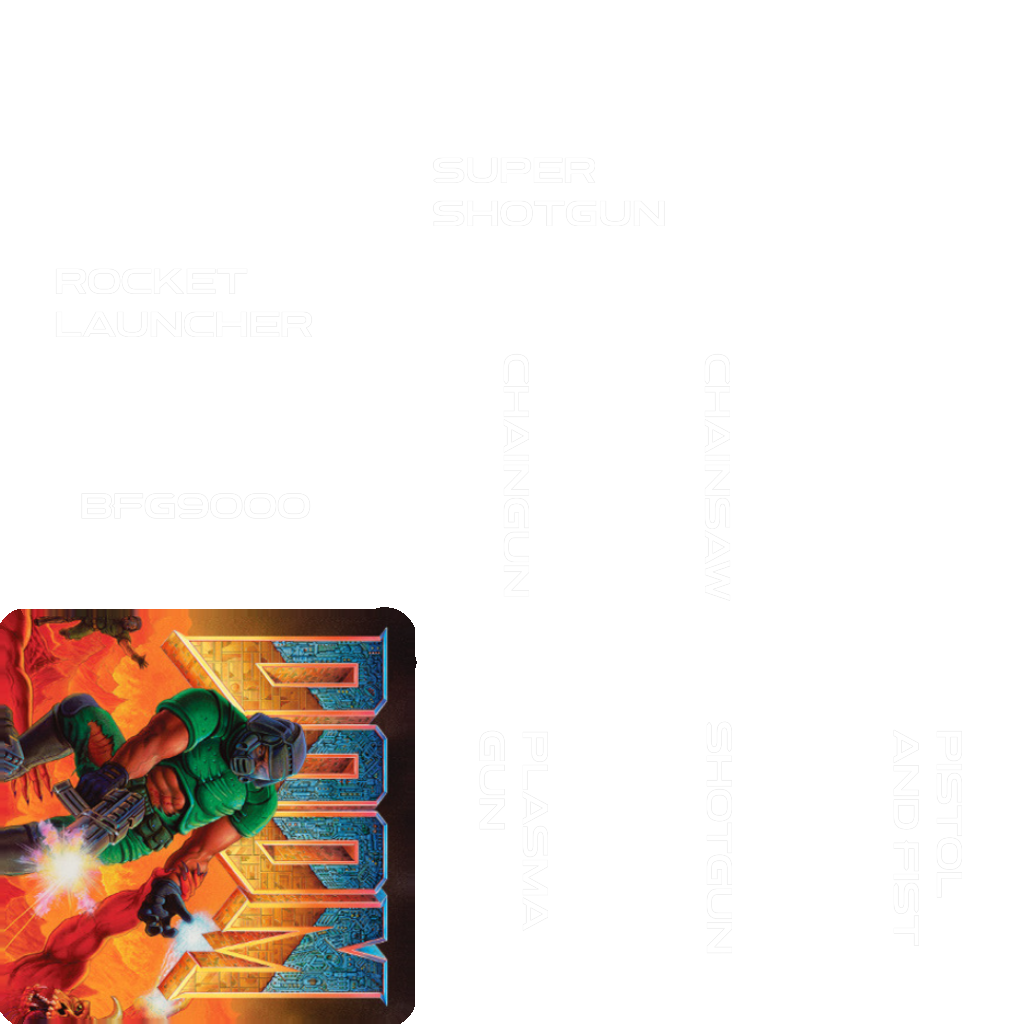 SUPER
SHOTGUN
ROCKET
LAUNCHER
CHAINGUN
CHAINSAW
BFG9000
DOOM
PLASMA
GUN
SHOTGUN
PISTOL
AND FIST